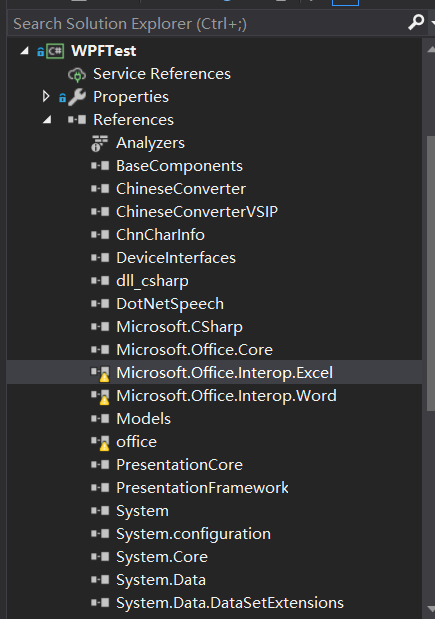 Search Solution Explorer (Ctrl+;)
C# WPFTest
Service References
Properties
References
Analyzers
BaseComponents
ChineseConverter
ChineseConverterVSIP
ChnCharInfo
DeviceInterfaces
dll_csharp
DotNetSpeech
Microsoft.CSharp
Microsoft.Office.Core
Microsoft.Office.Interop.Excel
Microsoft.Office.Interop.Word
Models
office
PresentationCore
PresentationFramework
System
System.configuration
System.Core
System.Data
System.Data.DataSetExtensions